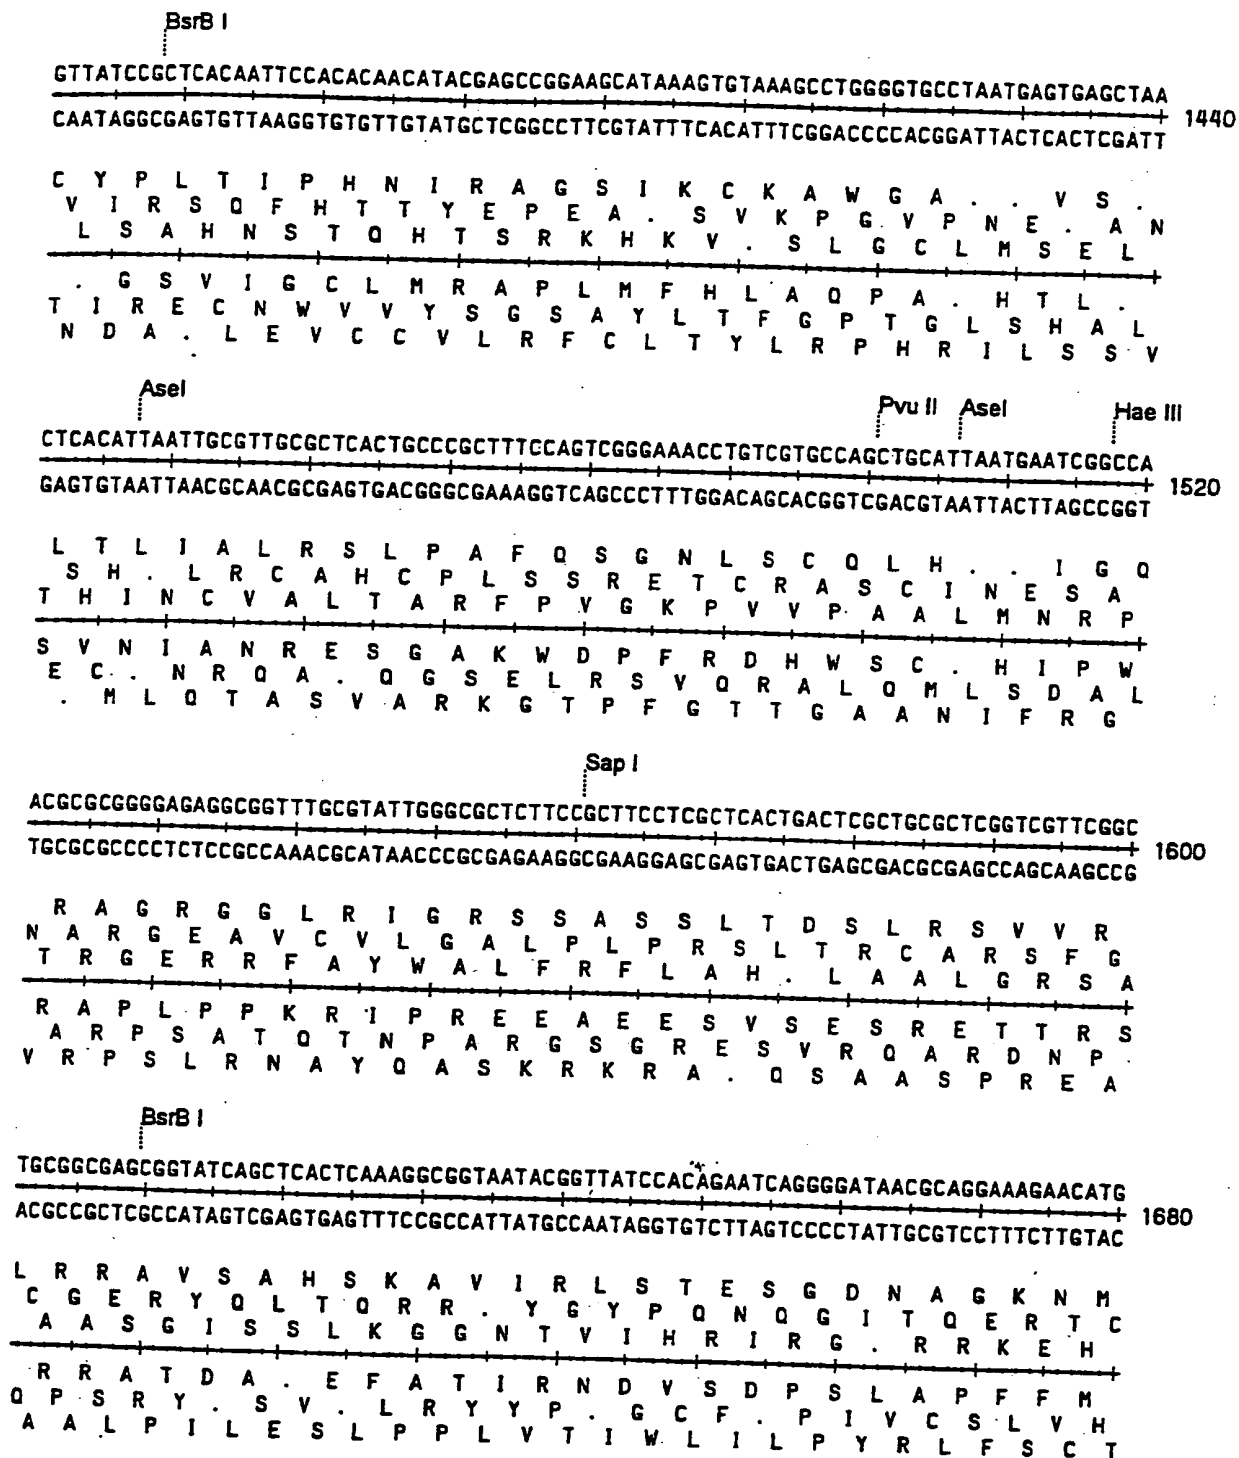 BsrB I
GTTATCCGCTCACAATTCCACACAACATACGAGCCGGAAGCATAAAGTGTAAAGCCTGGGGTGCCTAATGAGTGAGCTAA
1440
CAATAGGCGAGTGTTAAGGTGTGTTGTATGCTCGGCCTTCGTATTTCACATTTCGGACCCCACGGATTACTCACTCGATT
C Y P L T I P H N I R A G S I K C K A W G A . . V S .
V I R S Q F H T T Y E P E A . S V K P G V P N E . A N
L S A H N S T Q H T S R K H K V . S L G C L M S E L
. G S V I G C L M R A P L M F H L A Q P A . H T L .
T I R E C N W V V Y S G S A Y L T F G P T G L S H A L
N D A . L E V C C V L R F C L T Y L R P H R I L S S V
AseI Pvu II AseI Hae III
CTCACATTAATTGCGTTGCGCTCACTGCCCGCTTTCCAGTCGGGAAACCTGTCGTGCCAGCTGCATTAATGAATCGGCCA
1520
GAGTGTAATTAACGCAACGCGAGTGACGGGCGAAAGGTCAGCCCTTTGGACAGCACGGTCGACGTAATTACTTAGCCGGT
L T L I A L R S L P A F Q S G N L S C Q L H . . I G Q
S H . L R C A H C P L S S R E T C R A S C I N E S A
T H I N C V A L T A R F P V G K P V V P A A L M N R P
S V N I A N R E S G A K W D P F R D H W S C . H I P W
E C . N R Q A . Q G S E L R S V Q R A L Q M L S D A L
. M L Q T A S V A R K G T P F G T T G A A N I F R G
Sap I
ACGCGCGGGGAGAGGCGGTTTGCGTATTGGGCGCTCTTCCGCTTCCTCGCTCACTGACTCGCTGCGCTCGGTCGTTCGGC
1600
TGCGCGCCCCTCTCCGCCAAACGCATAACCCGCGAGAAGGCGAAGGAGCGAGTGACTGAGCGACGCGAGCCAGCAAGCCG
R A G R G G L R I G R S S A S S L T D S L R S V V R
N A R G E A V C V L G A L P L P R S L T R C A R S F G
T R G E R R F A Y W A L F R F L A H . L A A L G R S A
R A P L P P K R I P R E E A E E S V S E S R E T T R S
A R P S A T Q T N P A R G S G R E S V R Q A R D N P
V R P S L R N A Y Q A S K R K R A . Q S A A S P R E A
BsrB I
TGCGGCGAGCGGTATCAGCTCACTCAAAGGCGGTAATACGGTTATCCACAGAATCAGGGGATAACGCAGGAAAGAACATG
1680
ACGCCGCTCGCCATAGTCGAGTGAGTTTCCGCCATTATGCCAATAGGTGTCTTAGTCCCCTATTGCGTCCTTTCTTGTAC
L R R A V S A H S K A V I R L S T E S G D N A G K N M
C G E R Y Q L T Q R R . Y G Y P Q N Q G I T Q E R T C
A A S G I S S L K G G N T V I H R I R G . R R K E H
R R A T D A . E F A T I R N D V S D P S L A P F F M
Q P S R Y . S V . L R Y Y P . G C F . P I V C S L V H
A A L P I L E S L P P L V T I W L I L P Y R L F S C T